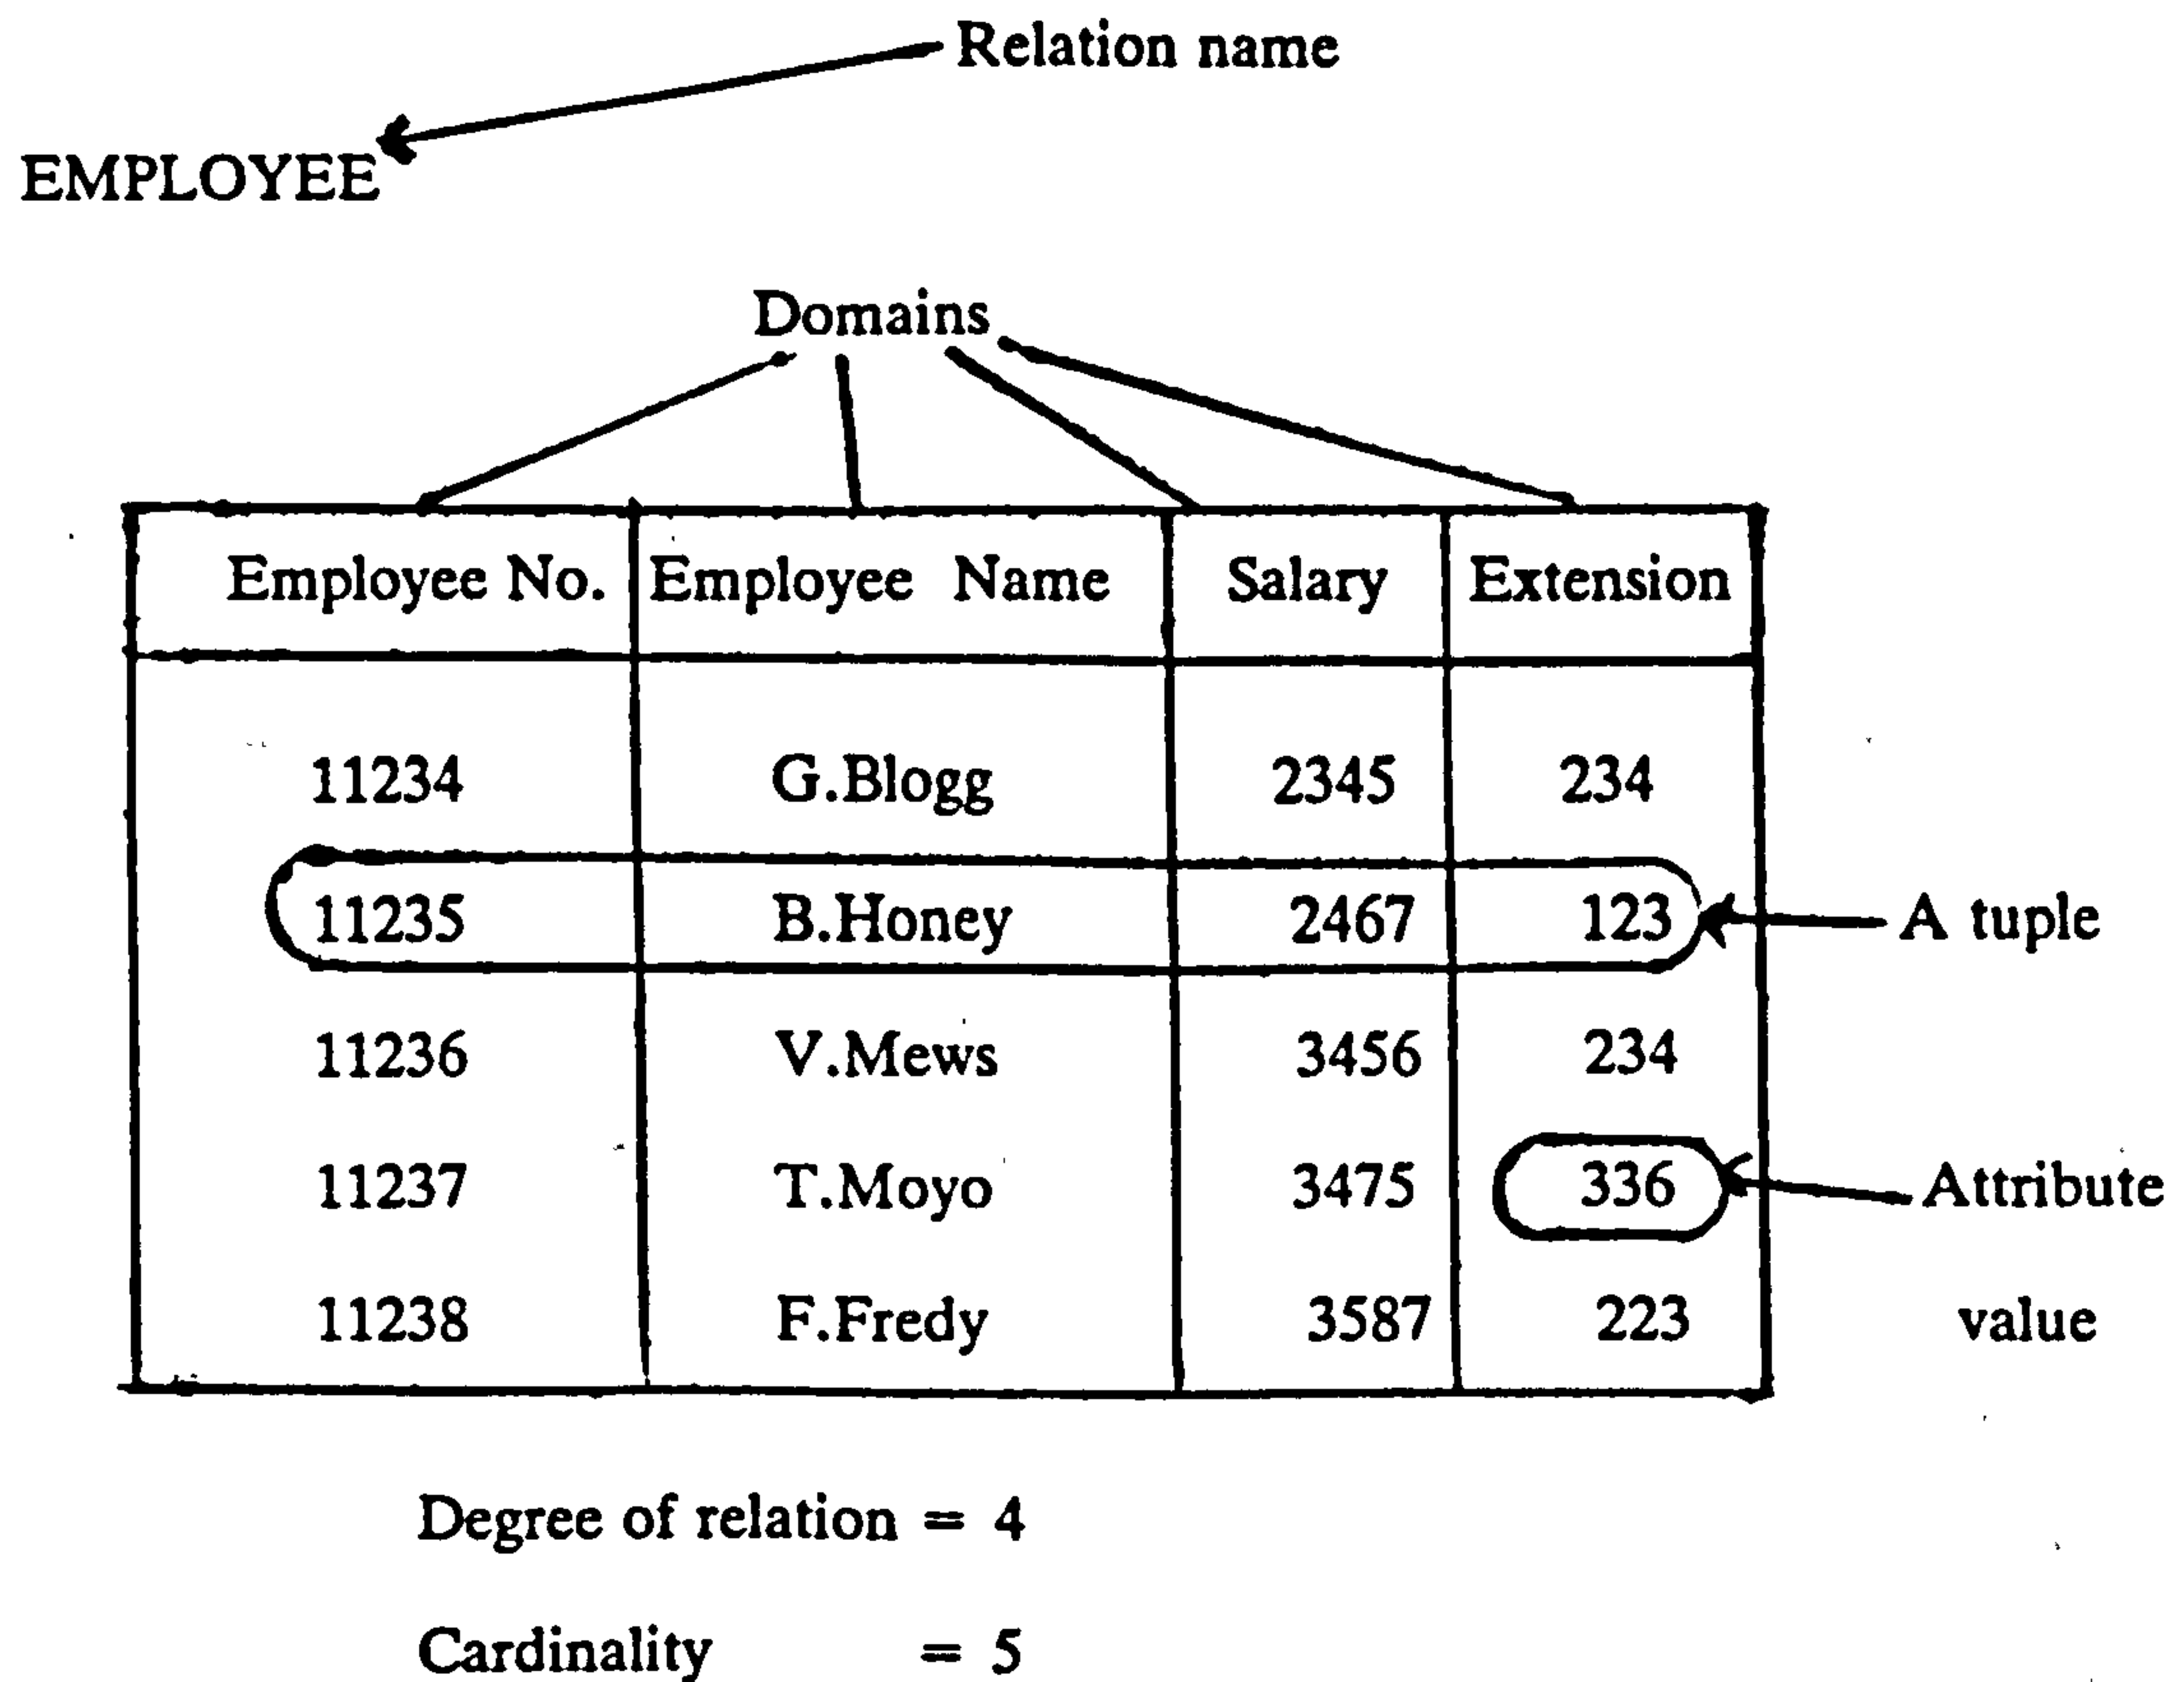 Relation name
EMPLOYEE
Domains
Employee No. Employee Name Salary Extension
11234 G.Blogg 2345 234
11235 B.Honey 2467 123 A tuple
11236 V.Mews 3456 234
11237 T.Moyo 3475 336 Attribute
11238 F.Fredy 3587 223 value
Degree of relation = 4
Cardinality = 5